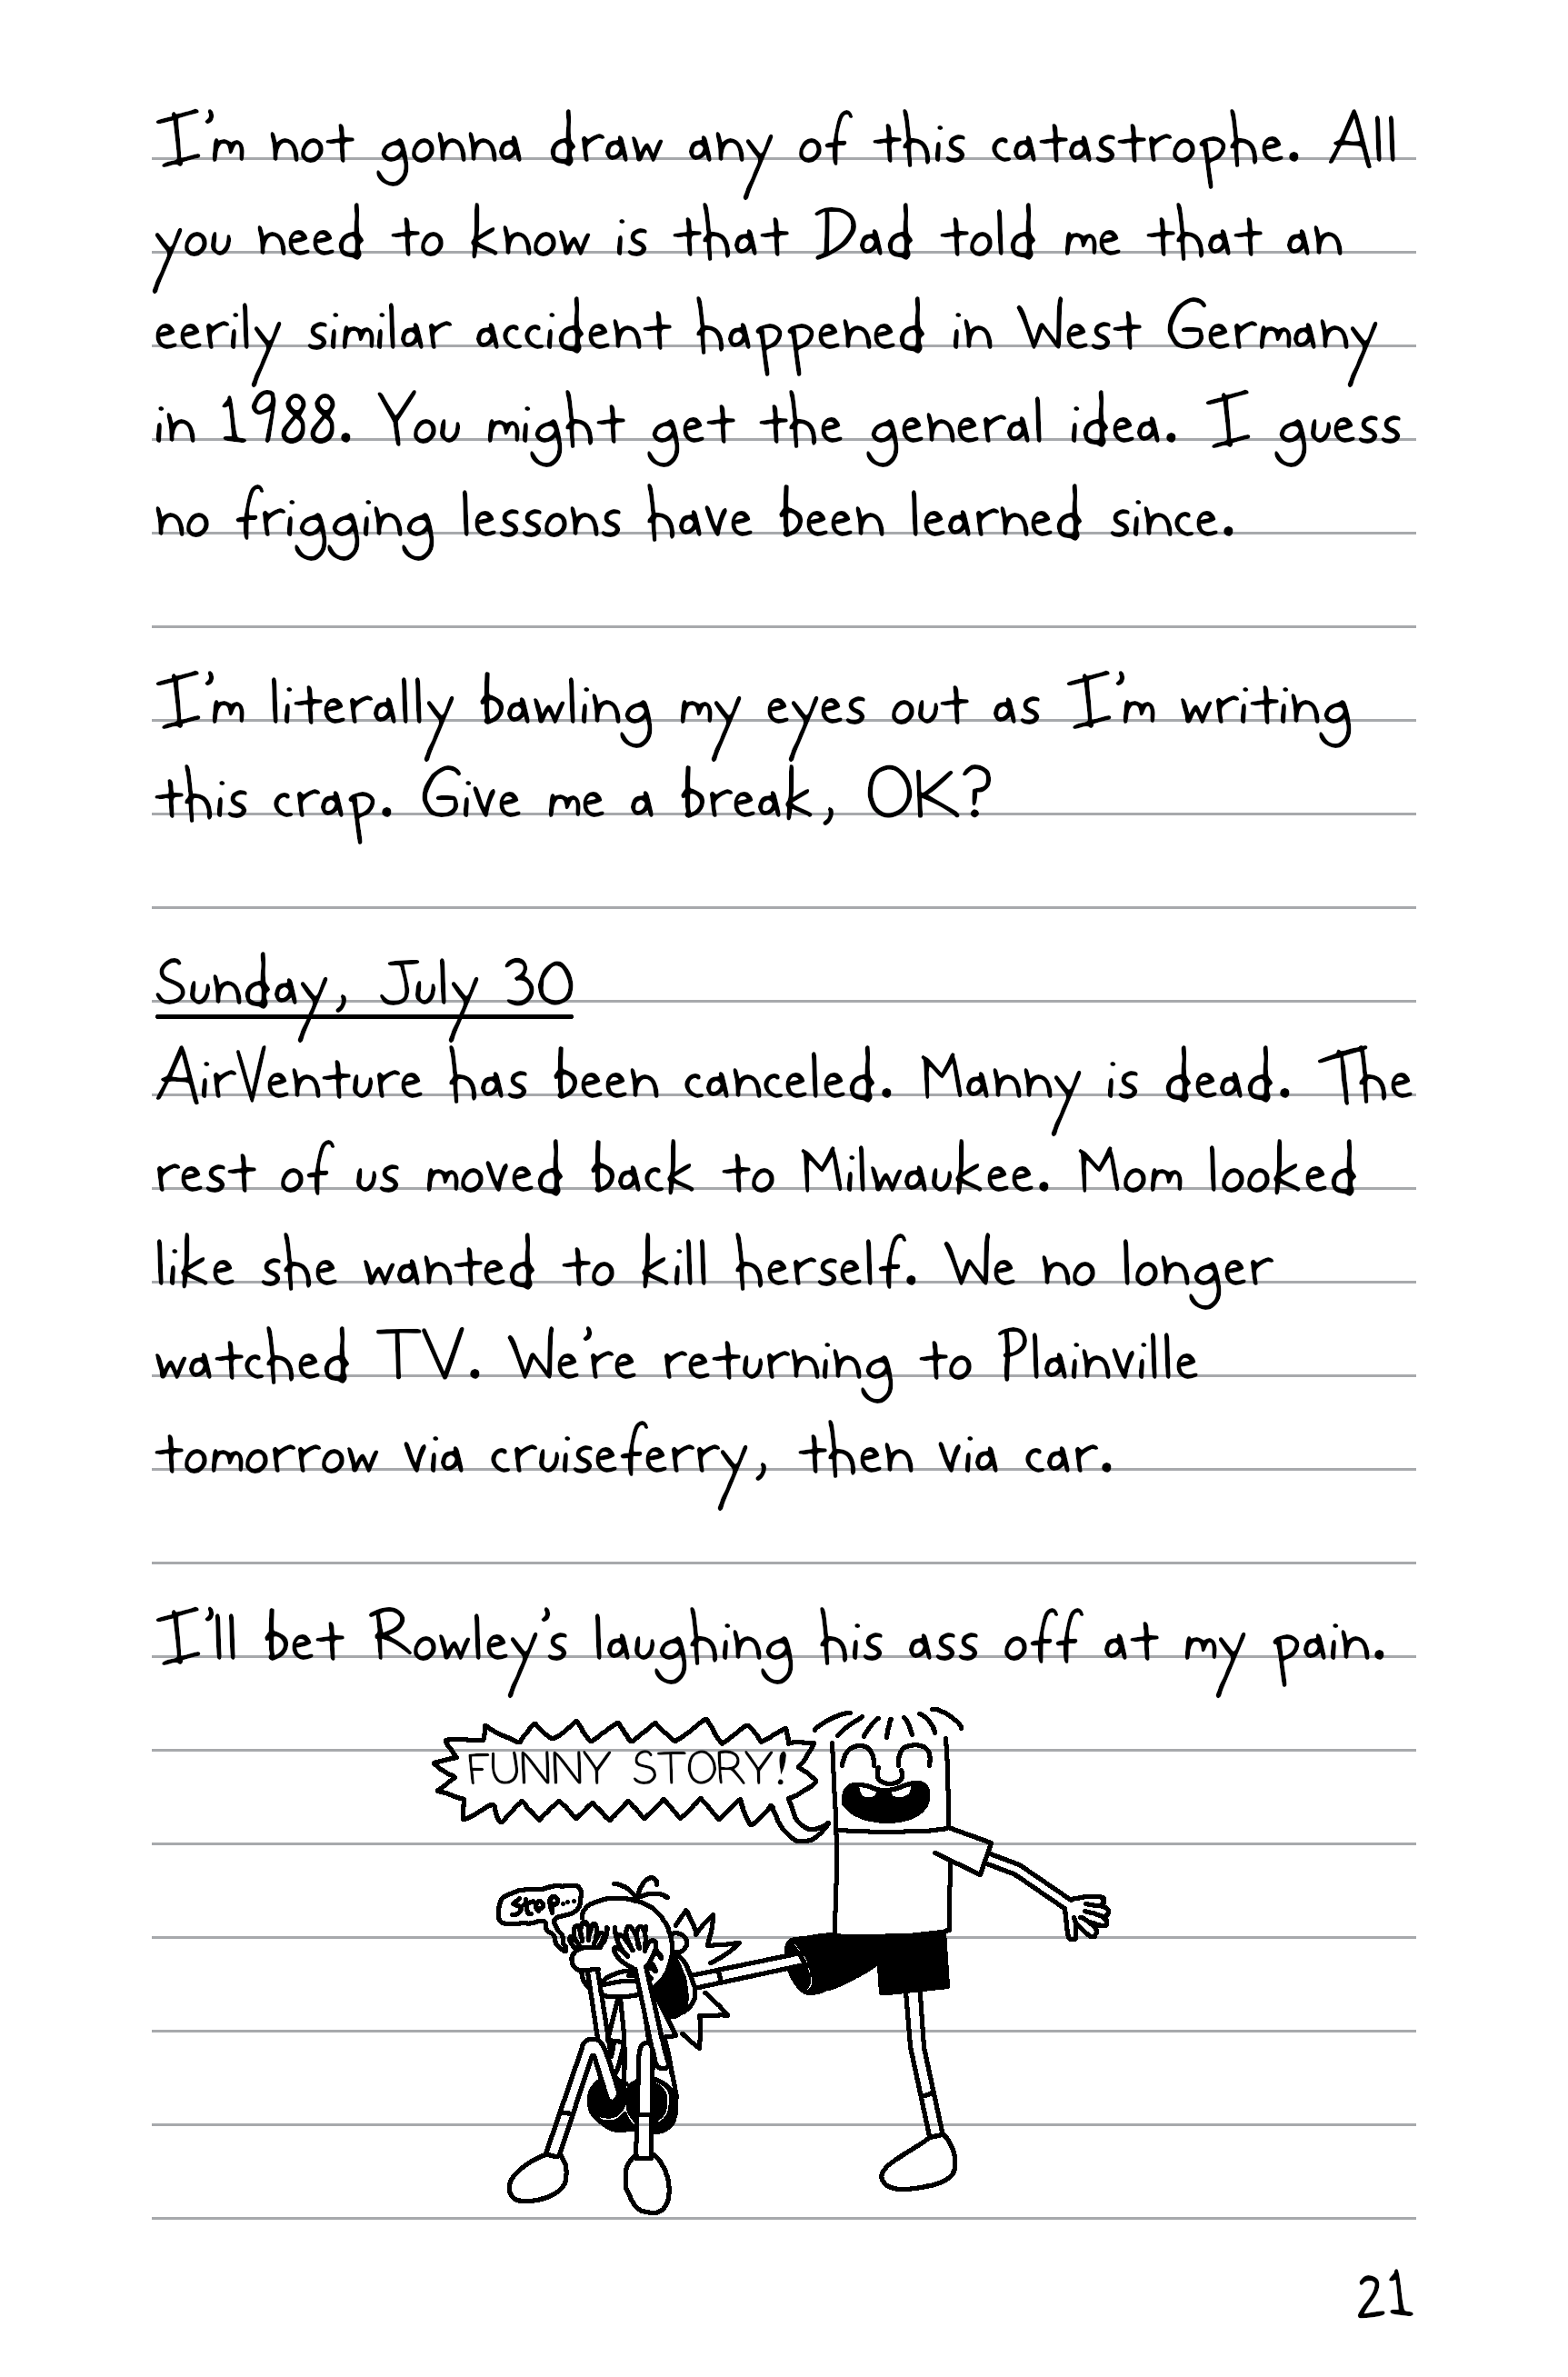 I'm not gonna draw any of this catastrophe. All
you need to know is that Dad told me that an
eerily similar accident happened in West Germany
in 1988. You might get the general idea. I guess
no frigging lessons have been learned since.
I'm literally bawling my eyes out as I'm writing
this crap. Give me a break, OK?
Sunday, July 30
AirVenture has been canceled. Manny is dead. The
rest of us moved back to Milwaukee. Mom looked
like she wanted to kill herself. We no longer
watched TV. We're returning to Plainville
tomorrow via cruiseferry, then via car.
I'll bet Rowley's laughing his ass off at my pain.
FUNNY STORY!
stop...
21